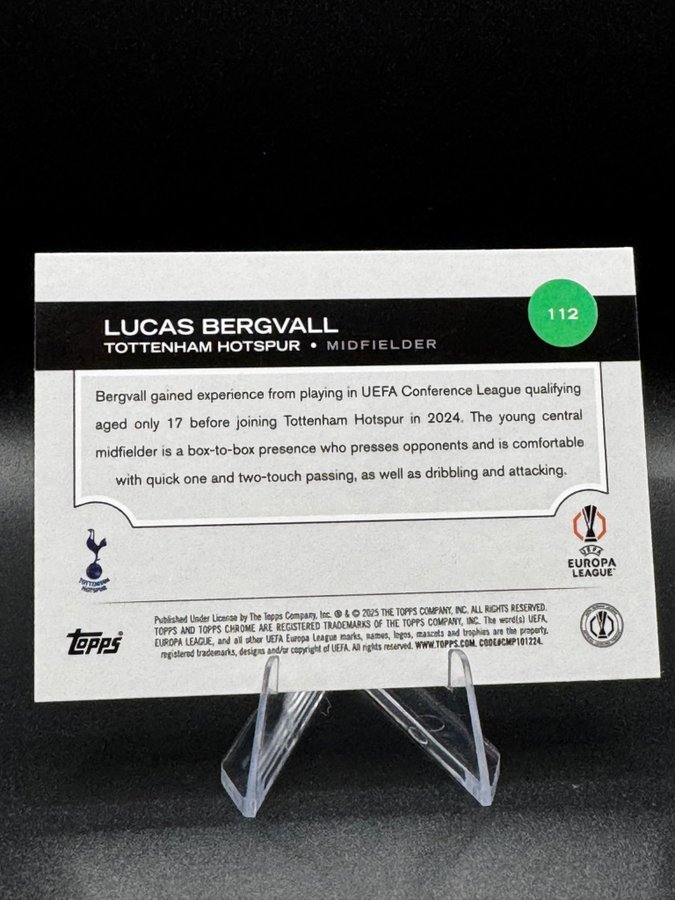 112
LUCAS BERGVALL
TOTTENHAM HOTSPUR • MIDFIELDER
Bergvall gained experience from playing in UEFA Conference League qualifying
aged only 17 before joining Tottenham Hotspur in 2024. The young central
midfielder is a box-to-box presence who presses opponents and is comfortable
with quick one and two-touch passing, as well as dribbling and attacking.
TOTTENHAM
HOTSPUR
UEFA
EUROPA
LEAGUE
topps
Published Under License by The Topps Company, Inc. ® & © 2025 THE TOPPS COMPANY, INC. ALL RIGHTS RESERVED.
TOPPS AND TOPPS CHROME ARE REGISTERED TRADEMARKS OF THE TOPPS COMPANY, INC. The word(s) UEFA,
EUROPA LEAGUE, and all other UEFA Europa League marks, names, logos, mascots and trophies are the property,
registered trademarks, designs and/or copyright of UEFA. All rights reserved. WWW.TOPPS.COM. CODE#CMP101224.